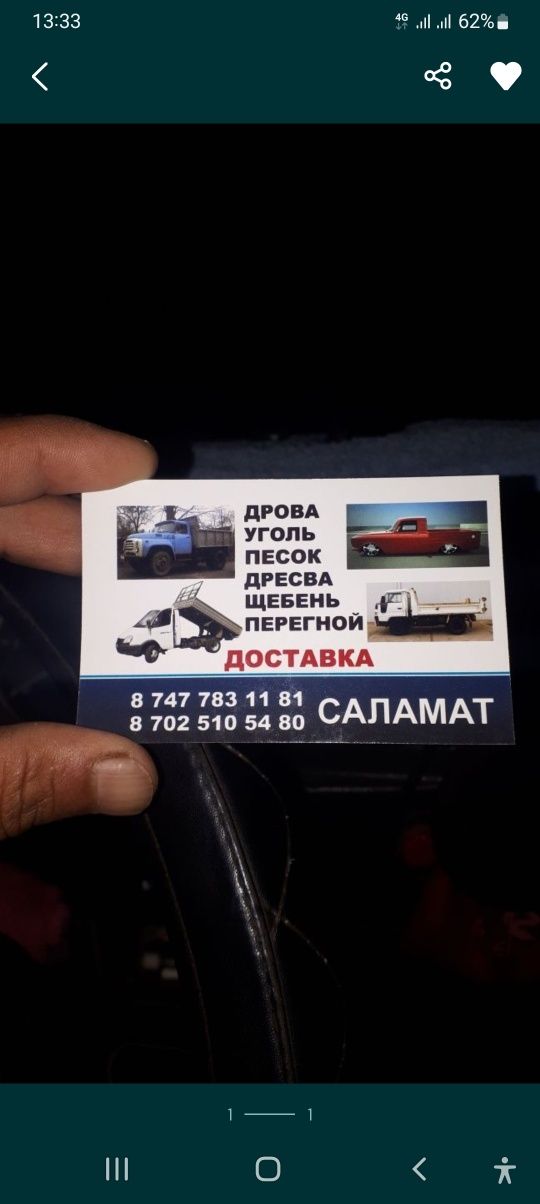 13:33
4G
62%
ДРОВА
УГОЛЬ
ПЕСОК
ДРЕСВА
ЩЕБЕНЬ
ПЕРЕГНОЙ
ДОСТАВКА
8 747 783 11 81
8 702 510 54 80
САЛАМАТ
1
1